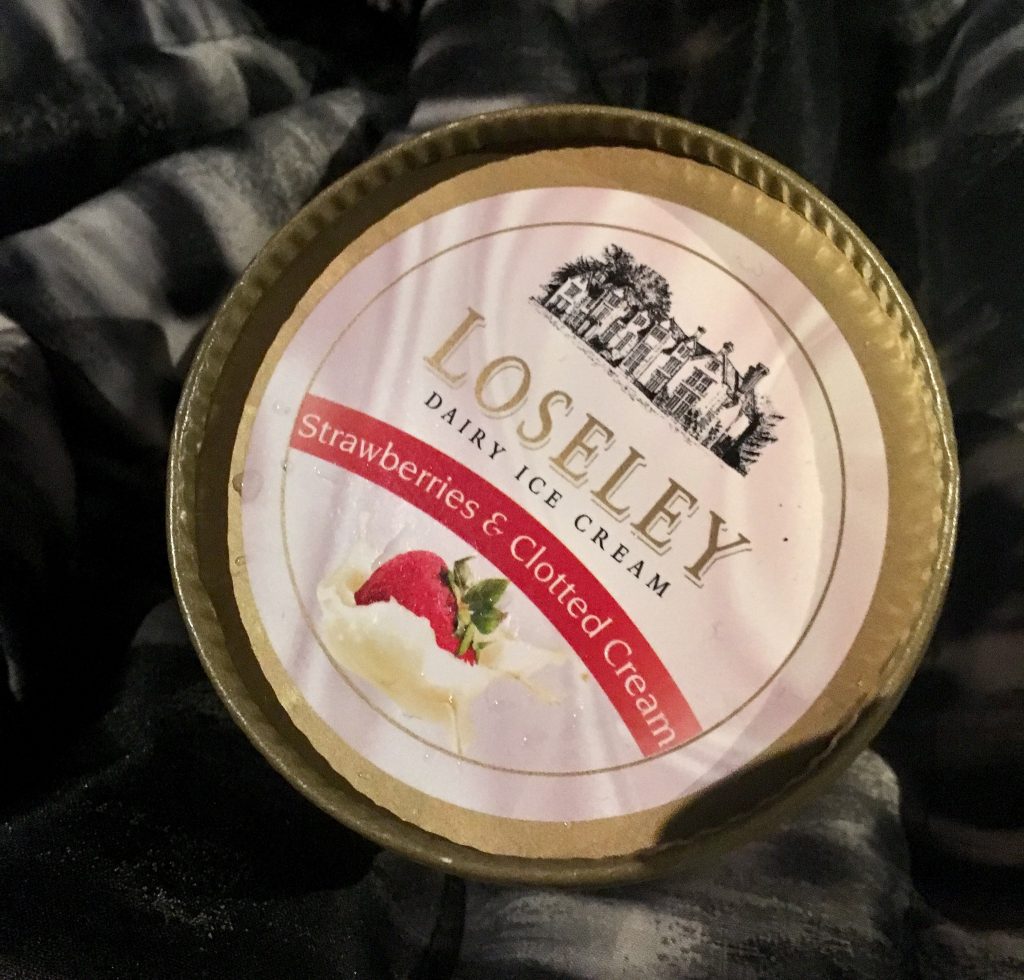 LOSELEY
DAIRY ICE CREAM
Strawberries & Clotted Cream